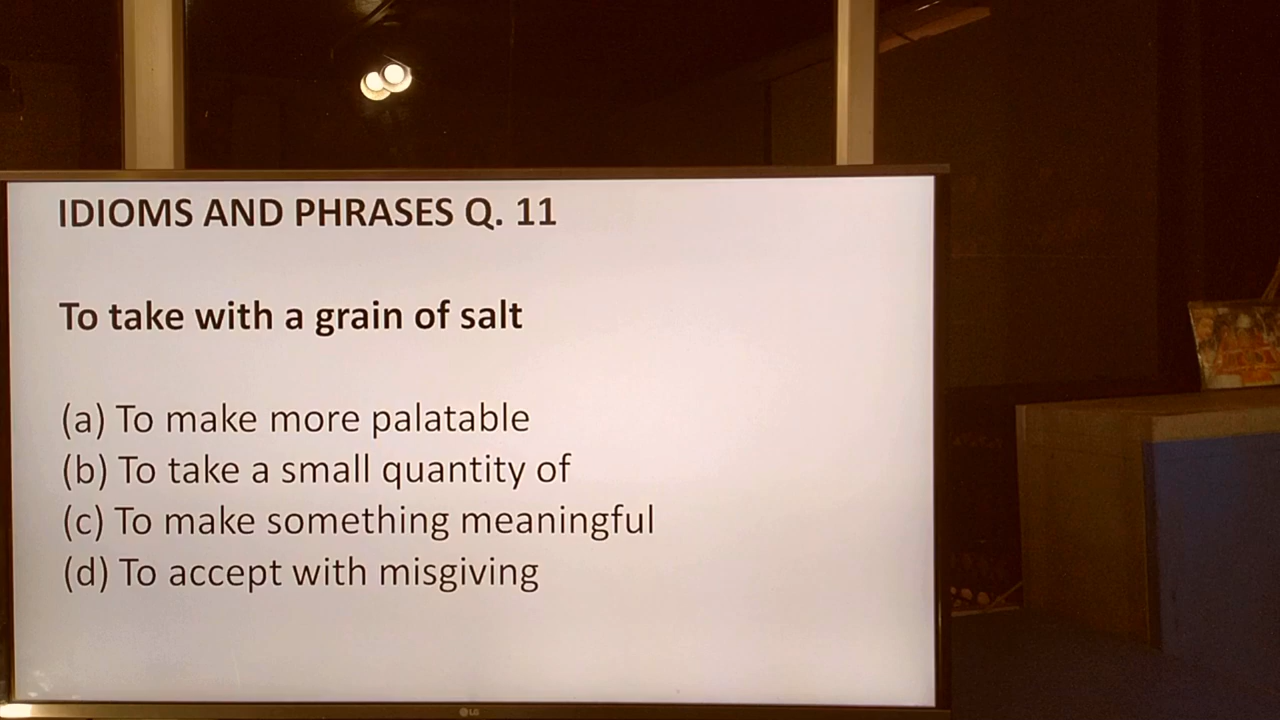 IDIOMS AND PHRASES Q. 11
To take with a grain of salt
(a) To make more palatable
(b) To take a small quantity of
(c) To make something meaningful
(d) To accept with misgiving
LG